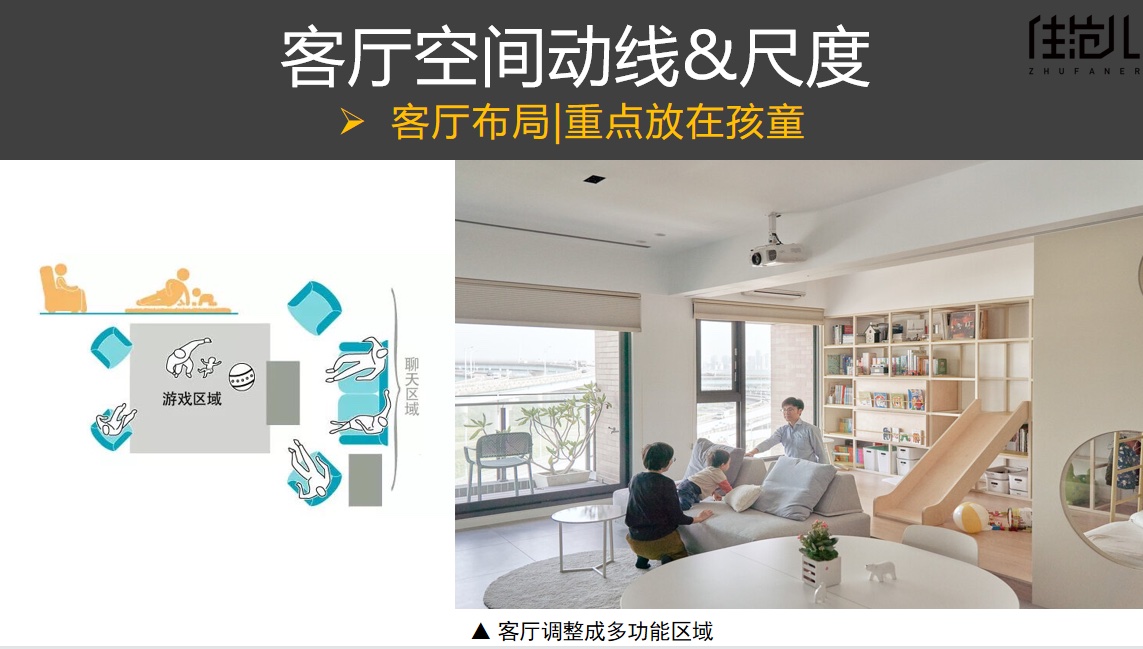 客厅空间动线&尺度
住范儿
ZHUFANER
➢ 客厅布局|重点放在孩童
游戏区域
聊天区域
▲ 客厅调整成多功能区域